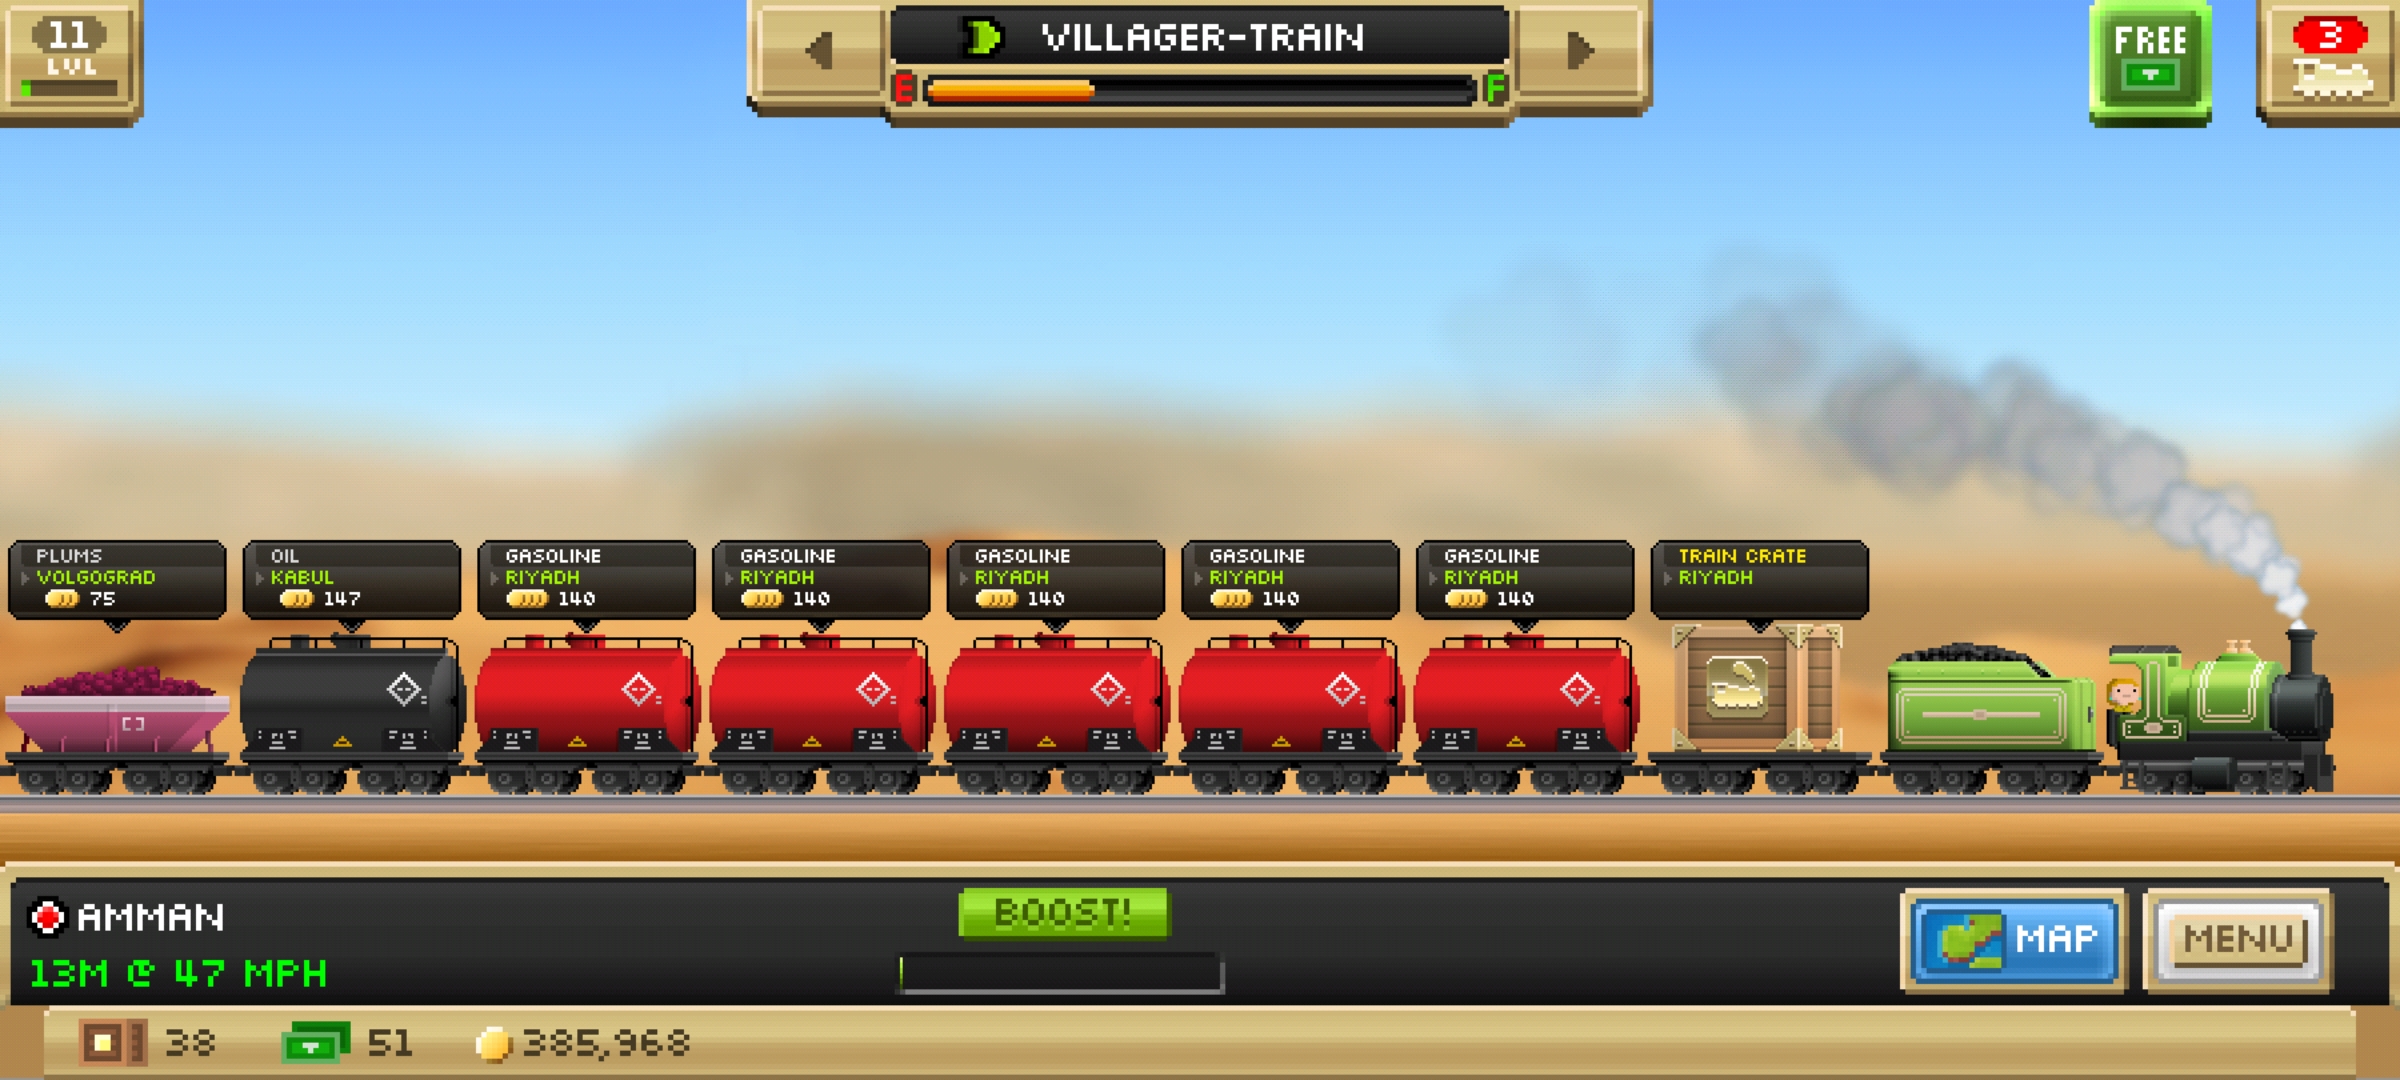 11
LVL
VILLAGER-TRAIN
E F
FREE
3
PLUMS
VOLGOGRAD
75
OIL
KABUL
147
GASOLINE
RIYADH
140
GASOLINE
RIYADH
140
GASOLINE
RIYADH
140
GASOLINE
RIYADH
140
GASOLINE
RIYADH
140
TRAIN CRATE
RIYADH
AMMAN
13M @ 47 MPH
BOOST!
MAP
MENU
38
51
385,968